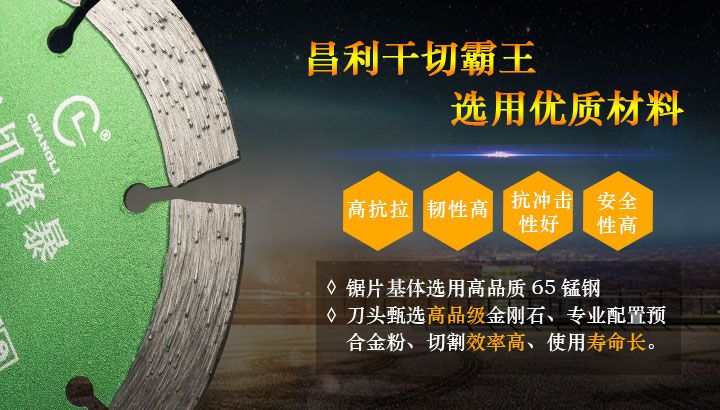 昌利干切霸王
选用优质材料
高抗拉
韧性高
抗冲击
性好
安全
性高
◊ 锯片基体选用高品质 65 锰钢
◊ 刀头甄选高品级金刚石、专业配置预
合金粉、切割效率高、使用寿命长。
CHANGLI
®
切锋暴